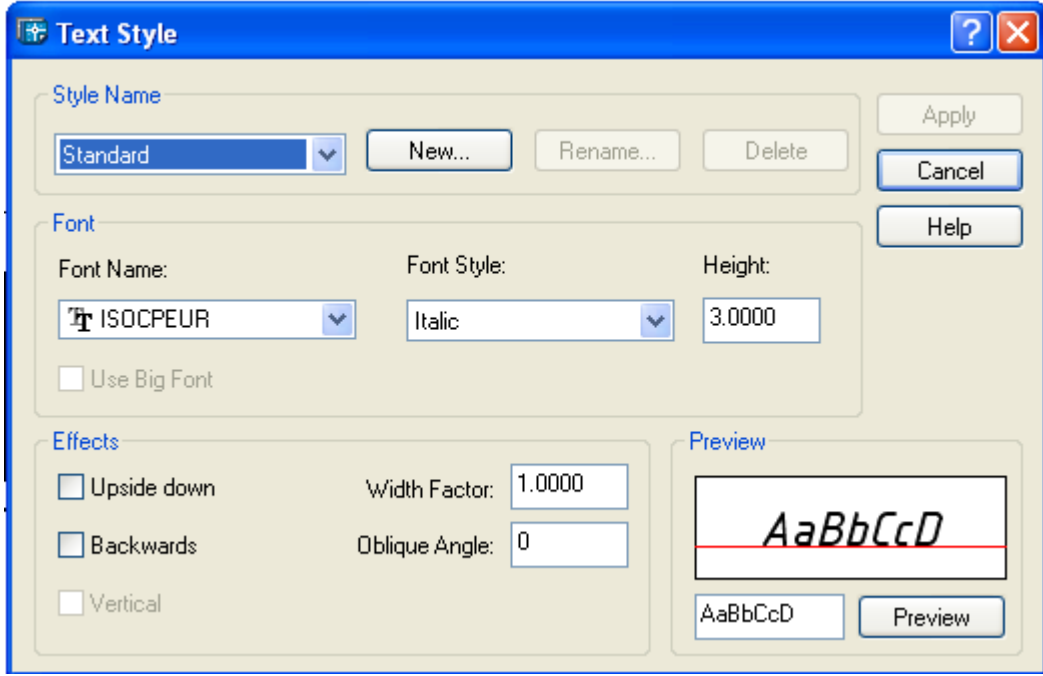 Text Style
Style Name
Standard
New...
Rename...
Delete
Apply
Cancel
Help
Font
Font Name:
Font Style:
Height:
ISOCPEUR
Italic
3.0000
Use Big Font
Effects
Upside down
Width Factor:
1.0000
Backwards
Oblique Angle:
0
Vertical
Preview
AaBbCcD
AaBbCcD
Preview